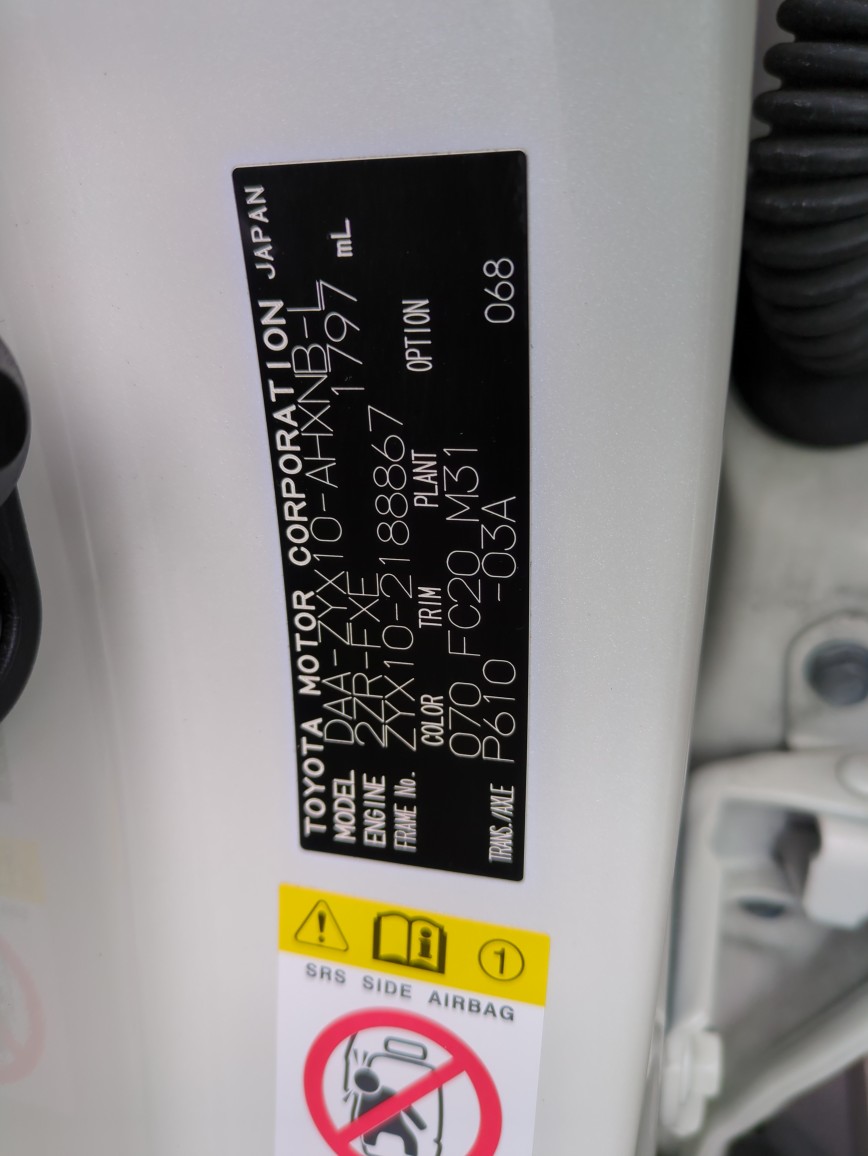 TOYOTA MOTOR CORPORATION JAPAN
MODEL DAA-ZYX10-AHXNB-L
ENGINE 2ZR-FXE 1797 mL
FRAME No. ZYX10-2188867
COLOR TRIM PLANT OPTION
070 FC20 M31
TRANS./AXLE P610 -03A 068
1
SRS SIDE AIRBAG